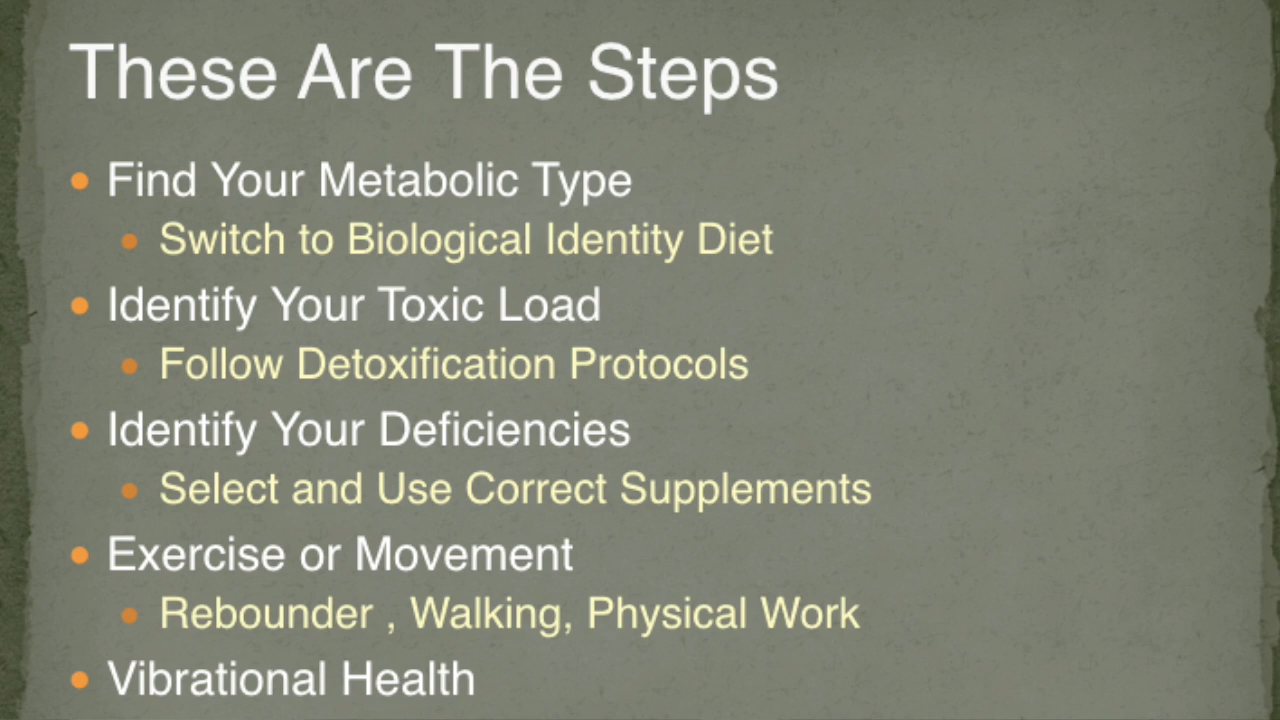 These Are The Steps
• Find Your Metabolic Type
• Switch to Biological Identity Diet
• Identify Your Toxic Load
• Follow Detoxification Protocols
• Identify Your Deficiencies
• Select and Use Correct Supplements
• Exercise or Movement
• Rebounder , Walking, Physical Work
• Vibrational Health